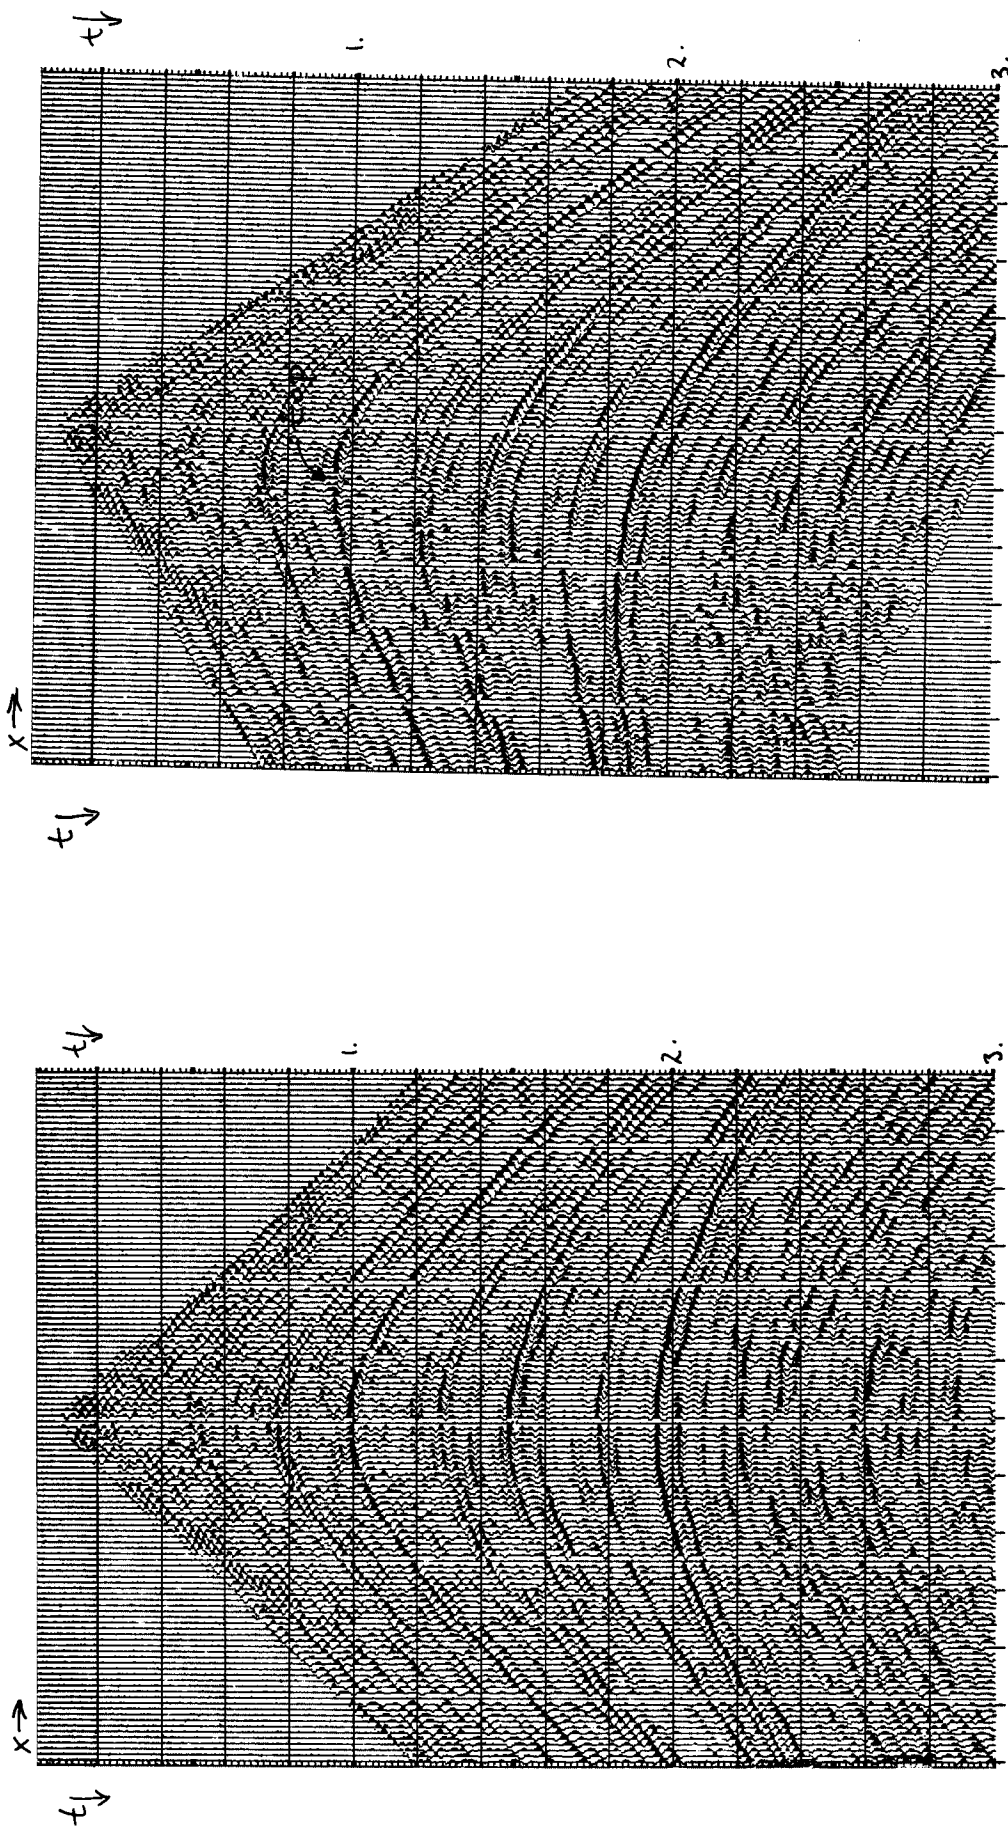 t ↓
x →
t ↓
1.
2.
3.
t ↓
x →
t ↓
1.
2.
3.